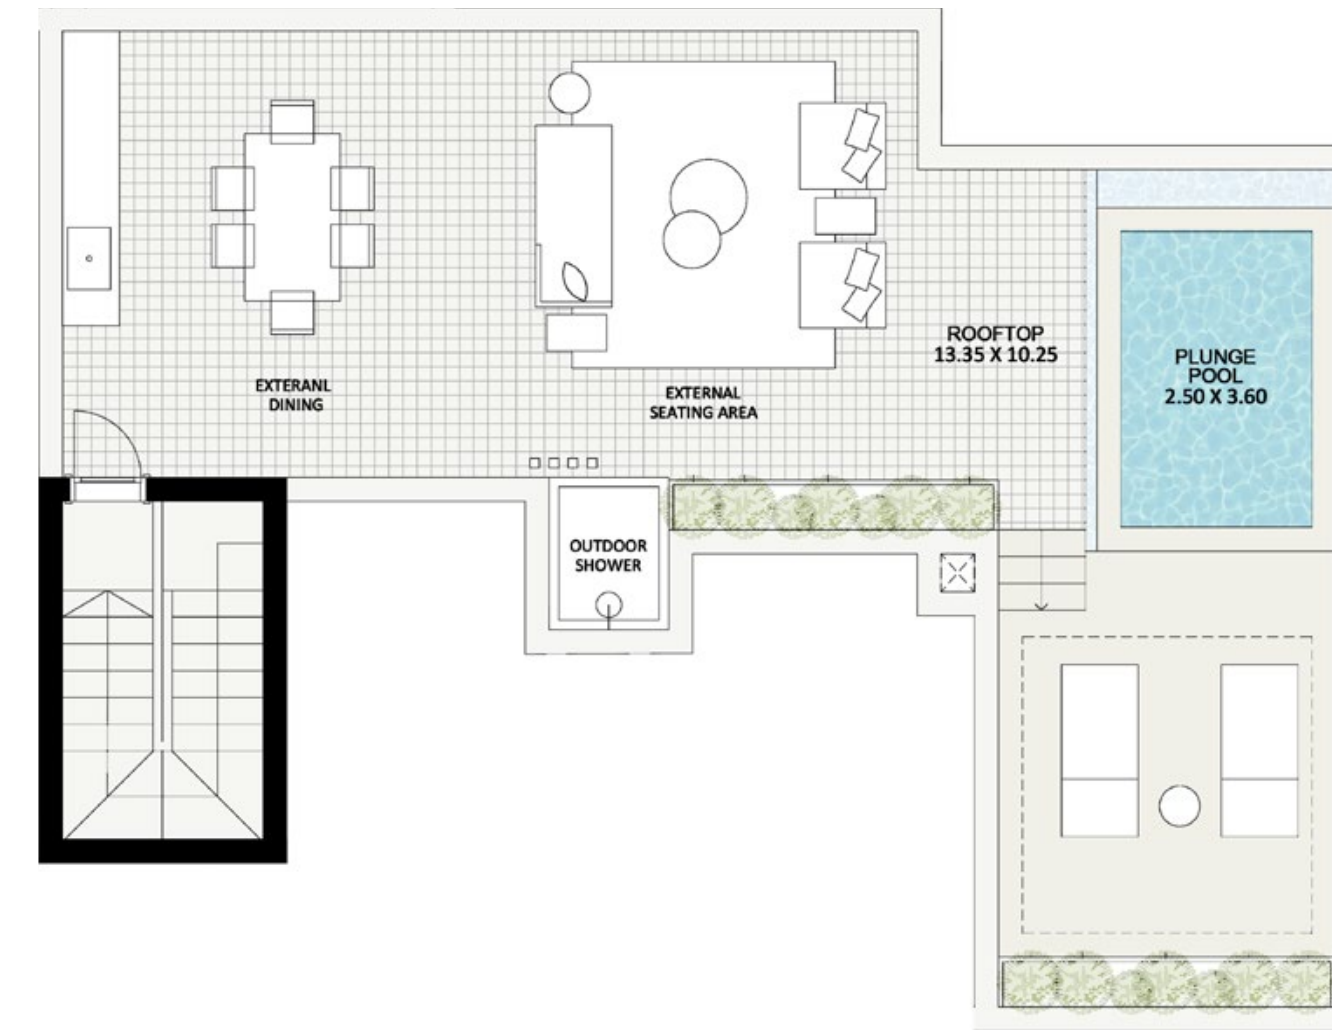 ROOFTOP
13.35 X 10.25
PLUNGE
POOL
2.50 X 3.60
EXTERANL
DINING
EXTERNAL
SEATING AREA
OUTDOOR
SHOWER